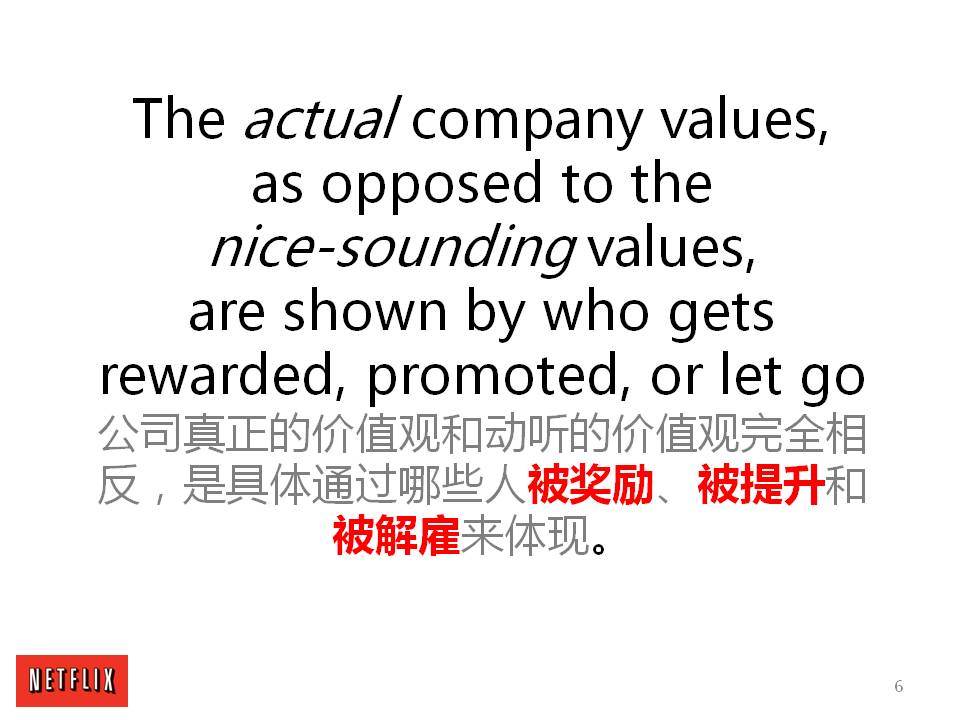 The actual company values,
as opposed to the
nice-sounding values,
are shown by who gets
rewarded, promoted, or let go
公司真正的价值观和动听的价值观完全相
反，是具体通过哪些人被奖励、被提升和
被解雇来体现。
NETFLIX
6